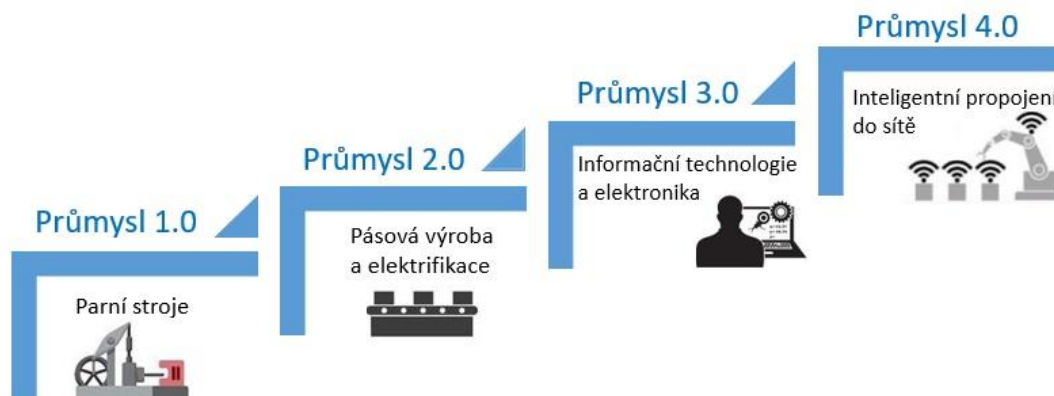 Průmysl 1.0
Parní stroje
Průmysl 2.0
Pásová výroba
a elektrifikace
Průmysl 3.0
Informační technologie
a elektronika
Průmysl 4.0
Inteligentní propojení
do sítě